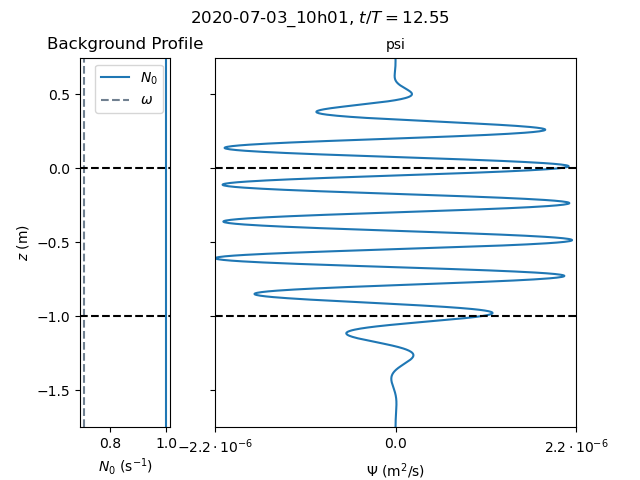 2020-07-03_10h01, t/T = 12.55
Background Profile
psi
N₀
ω
0.5
0.0
−0.5
−1.0
−1.5
z (m)
0.8
1.0
N₀ (s⁻¹)
−2.2 · 10⁻⁶
0.0
2.2 · 10⁻⁶
Ψ (m²/s)